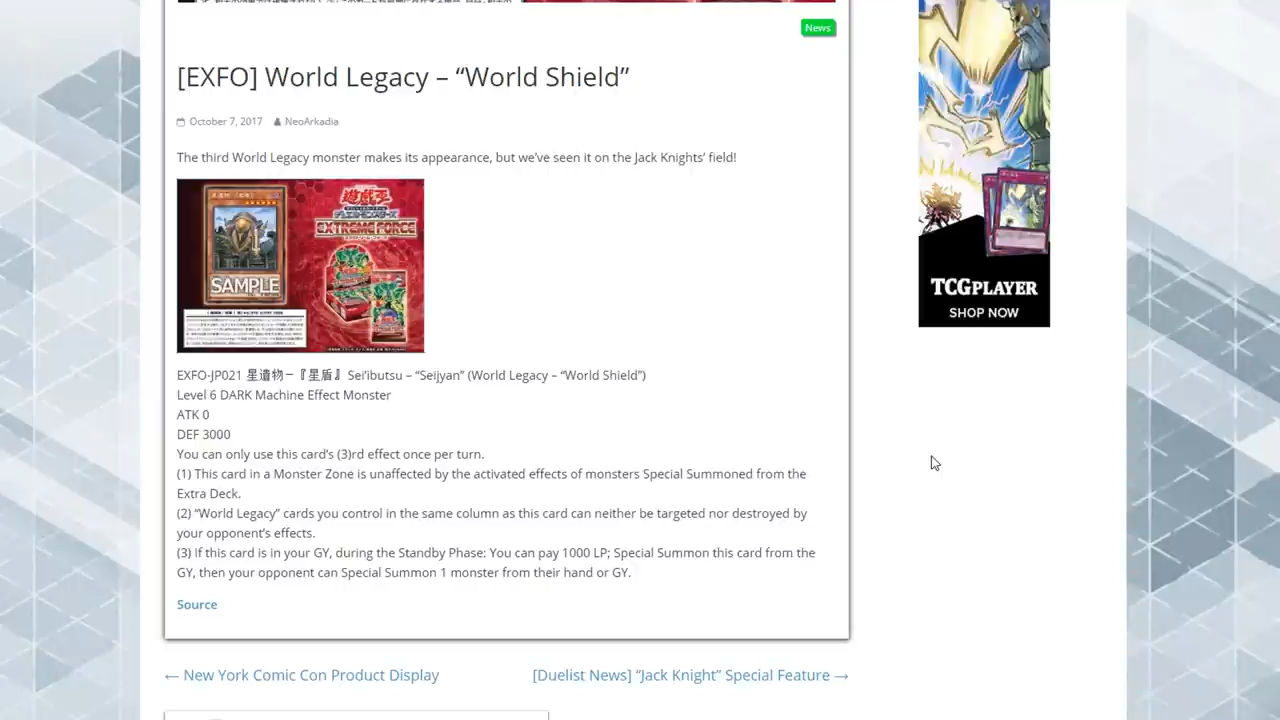 News
[EXFO] World Legacy – “World Shield”
October 7, 2017 NeoArkadia
The third World Legacy monster makes its appearance, but we’ve seen it on the Jack Knights’ field!
遊戯王
EXTREME FORCE
SAMPLE
EXFO-JP021 星遺物－『星盾』 Sei’ibutsu – “Seijyan” (World Legacy – “World Shield”)
Level 6 DARK Machine Effect Monster
ATK 0
DEF 3000
You can only use this card’s (3)rd effect once per turn.
(1) This card in a Monster Zone is unaffected by the activated effects of monsters Special Summoned from the
Extra Deck.
(2) “World Legacy” cards you control in the same column as this card can neither be targeted nor destroyed by
your opponent’s effects.
(3) If this card is in your GY, during the Standby Phase: You can pay 1000 LP; Special Summon this card from the
GY, then your opponent can Special Summon 1 monster from their hand or GY.
Source
← New York Comic Con Product Display
[Duelist News] “Jack Knight” Special Feature →
TCGPLAYER
SHOP NOW